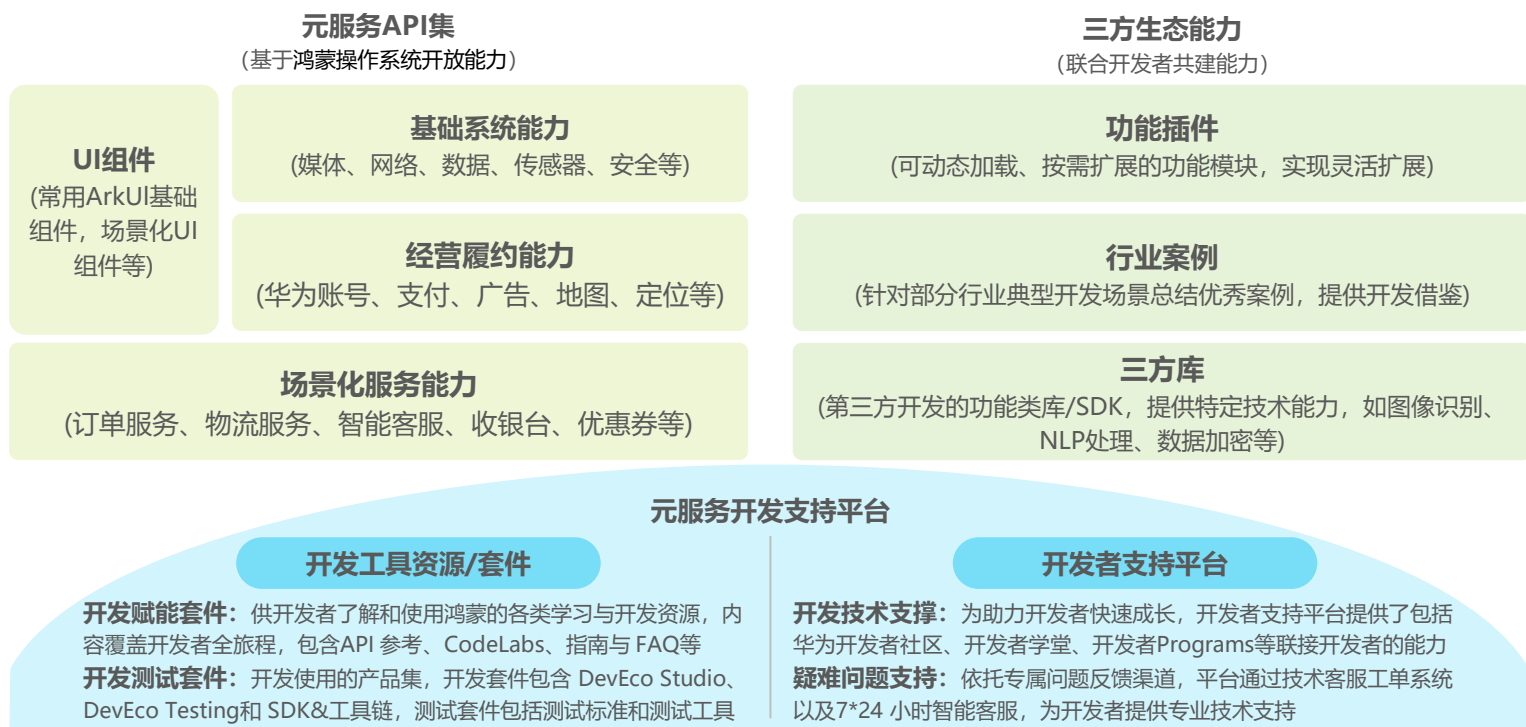 元服务API集
(基于鸿蒙操作系统开放能力)
UI组件
(常用ArkUI基础
组件，场景化UI
组件等)
基础系统能力
(媒体、网络、数据、传感器、安全等)
经营履约能力
(华为账号、支付、广告、地图、定位等)
场景化服务能力
(订单服务、物流服务、智能客服、收银台、优惠券等)
三方生态能力
(联合开发者共建能力)
功能插件
(可动态加载、按需扩展的功能模块，实现灵活扩展)
行业案例
(针对部分行业典型开发场景总结优秀案例，提供开发借鉴)
三方库
(第三方开发的功能类库/SDK，提供特定技术能力，如图像识别、
NLP处理、数据加密等)
元服务开发支持平台
开发工具资源/套件
开发赋能套件：供开发者了解和使用鸿蒙的各类学习与开发资源，内
容覆盖开发者全旅程，包含API 参考、CodeLabs、指南与 FAQ等
开发测试套件：开发使用的产品集，开发套件包含 DevEco Studio、
DevEco Testing和 SDK&工具链，测试套件包括测试标准和测试工具
开发者支持平台
开发技术支撑：为助力开发者快速成长，开发者支持平台提供了包括
华为开发者社区、开发者学堂、开发者Programs等联接开发者的能力
疑难问题支持：依托专属问题反馈渠道，平台通过技术客服工单系统
以及7*24 小时智能客服，为开发者提供专业技术支持